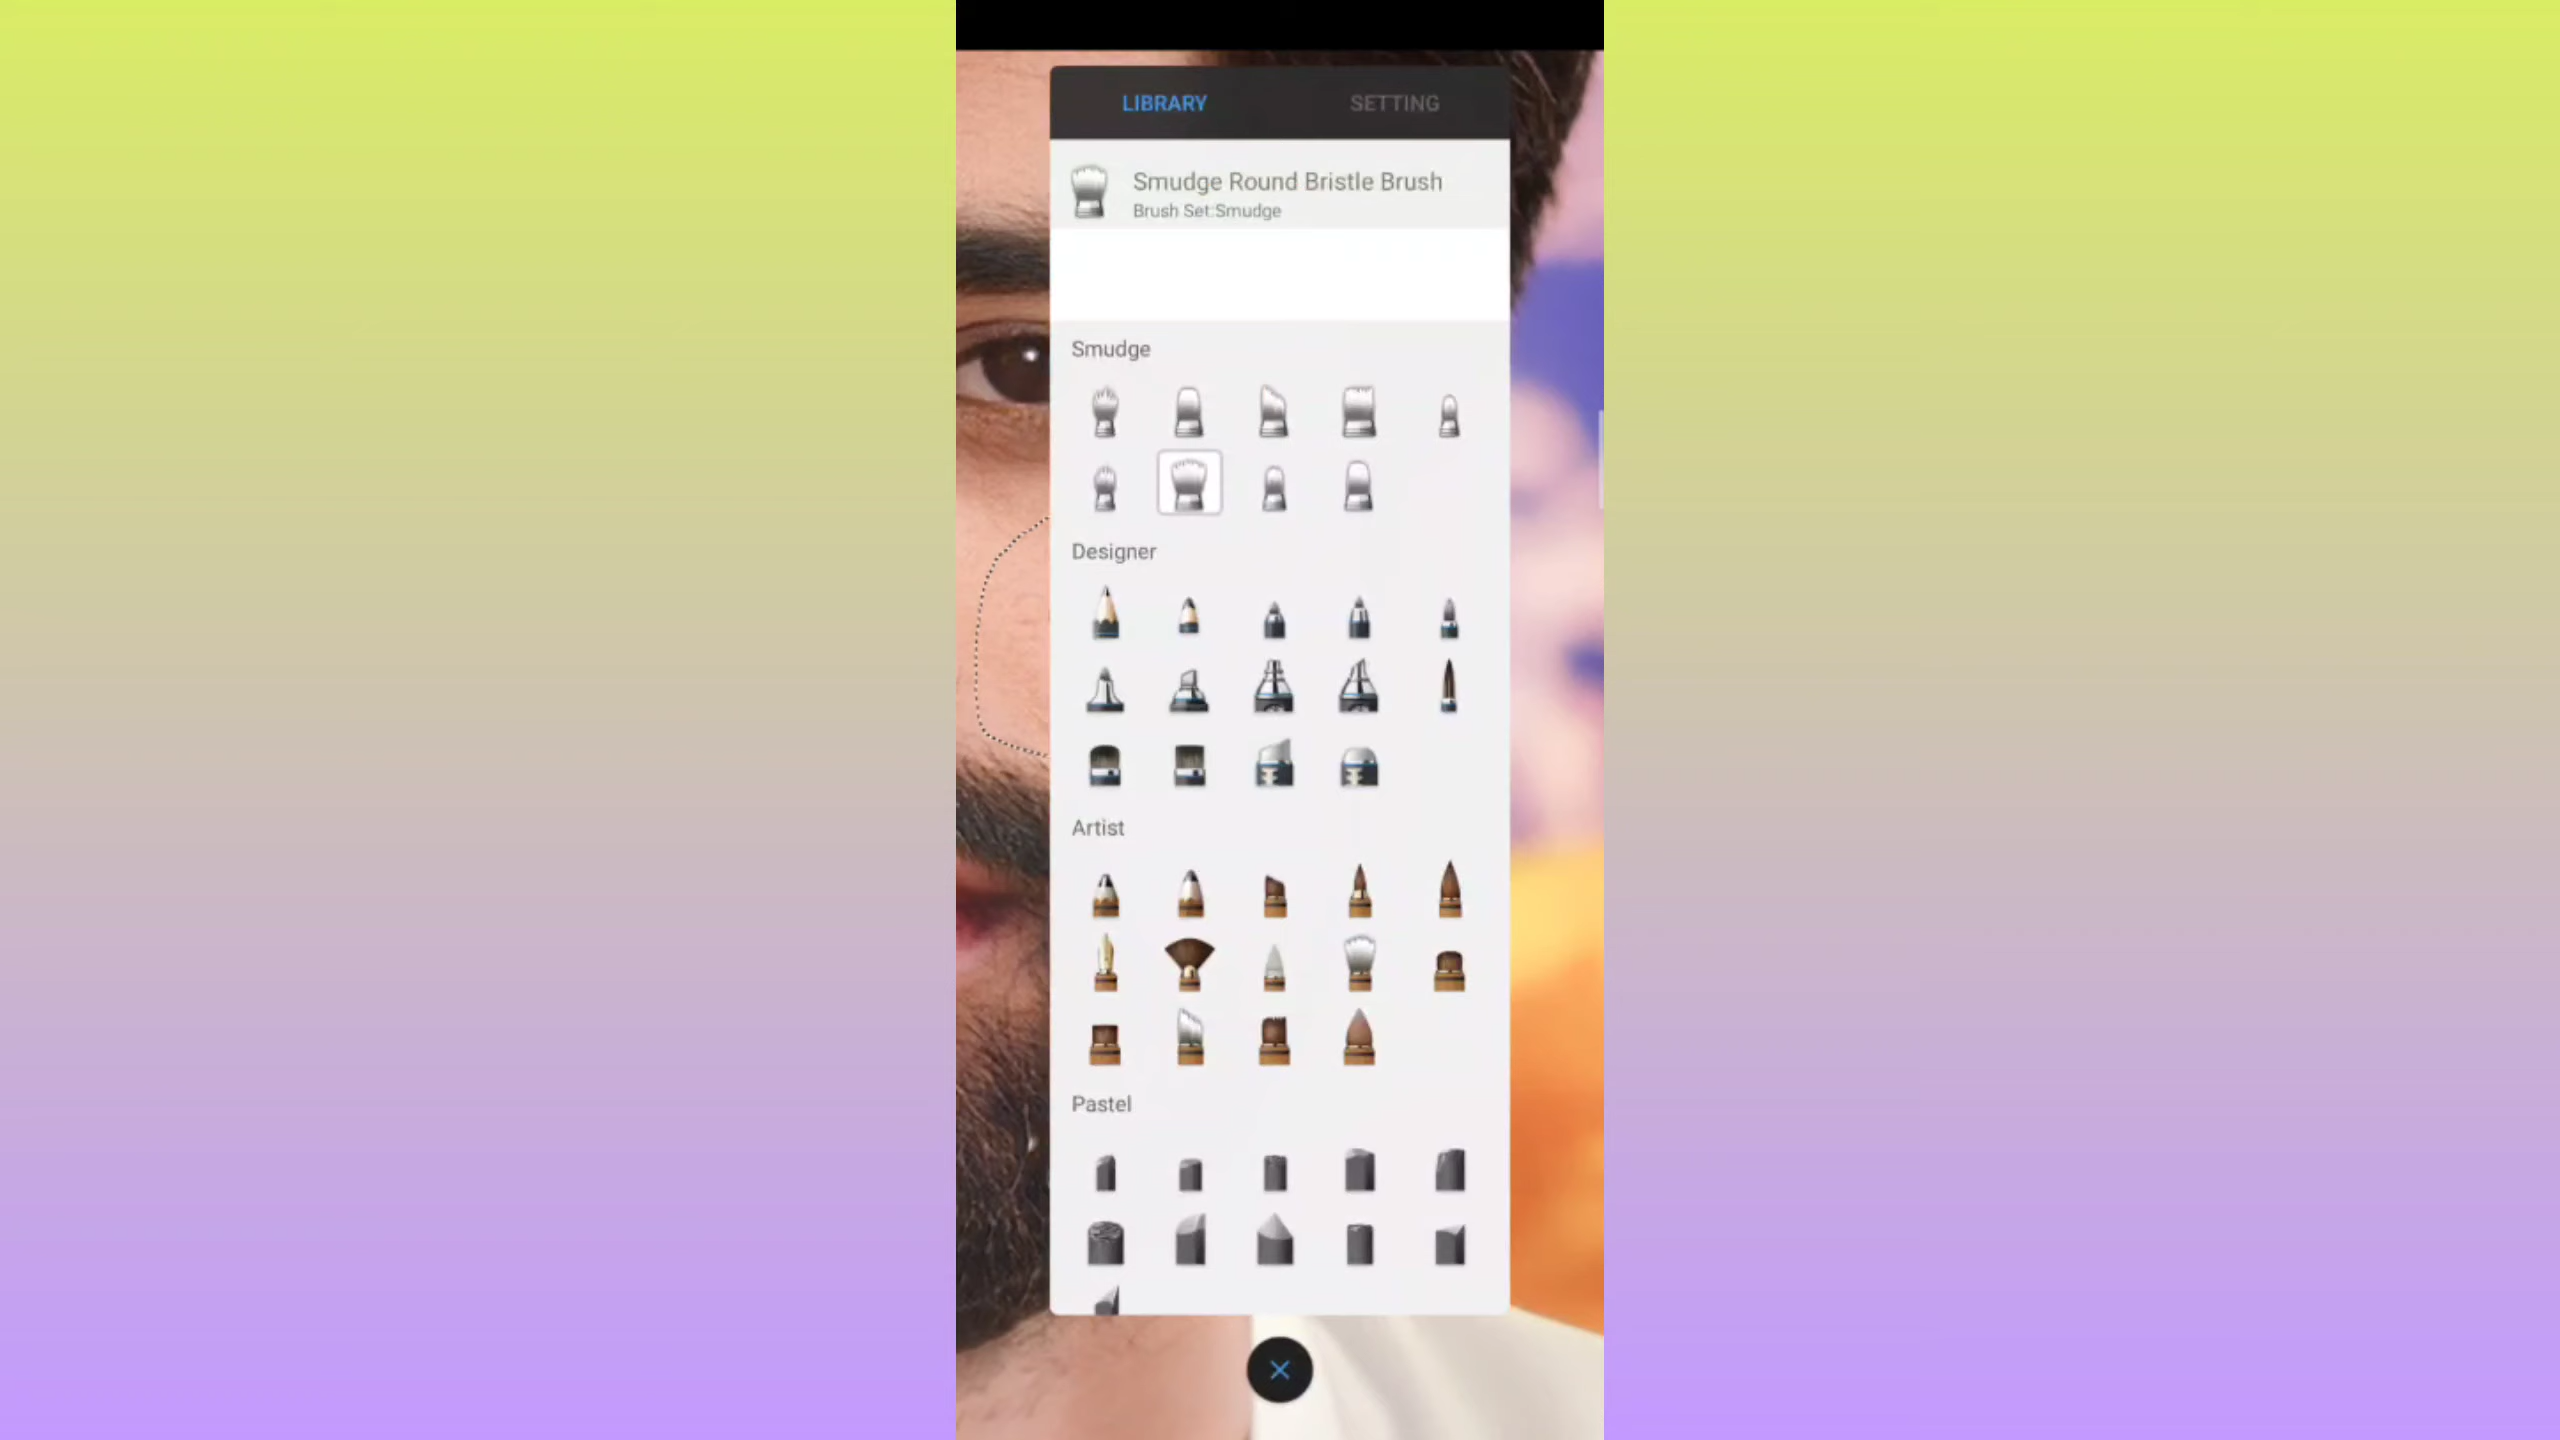 LIBRARY
SETTING
Smudge Round Bristle Brush
Brush Set:Smudge
Smudge
Designer
Artist
Pastel